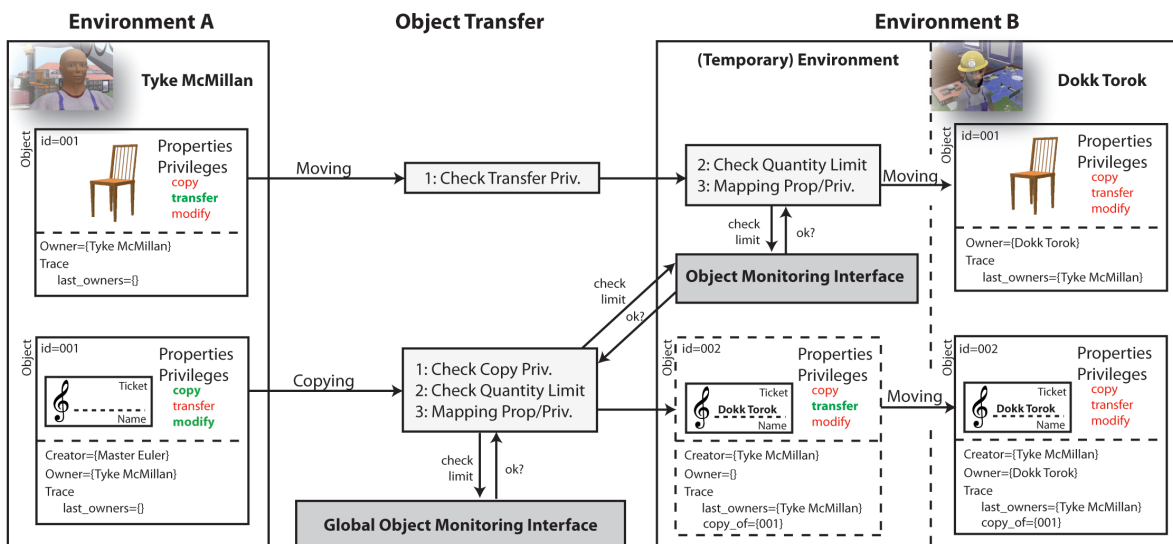 Environment A
Object Transfer
Environment B
Tyke McMillan
(Temporary) Environment
Dokk Torok
Object
id=001
Properties
Privileges
copy
transfer
modify
Owner={Tyke McMillan}
Trace
last_owners={}
Moving
1: Check Transfer Priv.
2: Check Quantity Limit
3: Mapping Prop/Priv.
Moving
check
limit
ok?
Object Monitoring Interface
Object
id=001
Properties
Privileges
copy
transfer
modify
Owner={Dokk Torok}
Trace
last_owners={Tyke McMillan}
check
limit
ok?
Object
id=001
Properties
Privileges
copy
transfer
modify
Ticket
Name
Creator={Master Euler}
Owner={Tyke McMillan}
Trace
last_owners={}
Copying
1: Check Copy Priv.
2: Check Quantity Limit
3: Mapping Prop/Priv.
check
limit
ok?
Global Object Monitoring Interface
Object
id=002
Properties
Privileges
copy
transfer
modify
Ticket
Dokk Torok
Name
Creator={Tyke McMillan}
Owner={}
Trace
last_owners={Tyke McMillan}
copy_of={001}
Moving
Object
id=002
Properties
Privileges
copy
transfer
modify
Ticket
Dokk Torok
Name
Creator={Tyke McMillan}
Owner={Dokk Torok}
Trace
last_owners={Tyke McMillan}
copy_of={001}